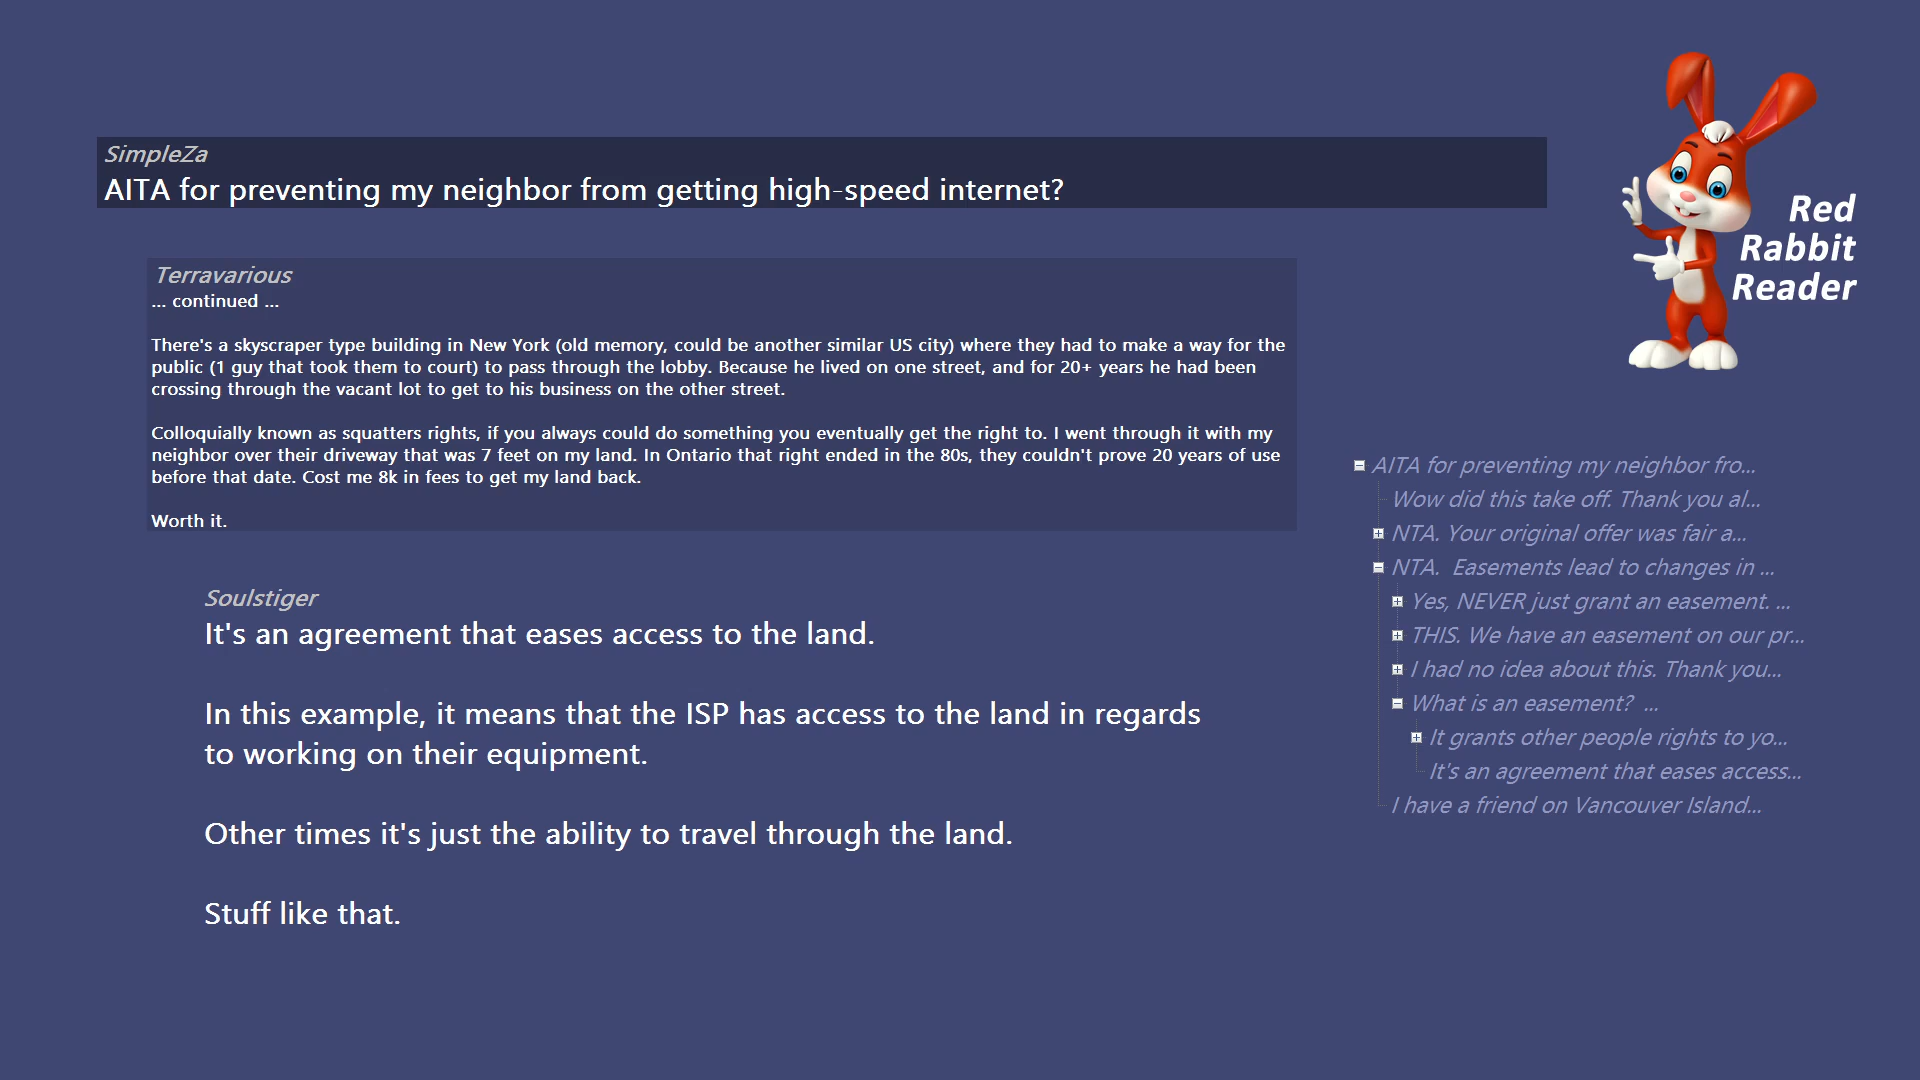 SimpleZa
AITA for preventing my neighbor from getting high-speed internet?
Red
Rabbit
Reader
Terravarious
... continued ...
There's a skyscraper type building in New York (old memory, could be another similar US city) where they had to make a way for the
public (1 guy that took them to court) to pass through the lobby. Because he lived on one street, and for 20+ years he had been
crossing through the vacant lot to get to his business on the other street.
Colloquially known as squatters rights, if you always could do something you eventually get the right to. I went through it with my
neighbor over their driveway that was 7 feet on my land. In Ontario that right ended in the 80s, they couldn't prove 20 years of use
before that date. Cost me 8k in fees to get my land back.
Worth it.
Soulstiger
It's an agreement that eases access to the land.
In this example, it means that the ISP has access to the land in regards
to working on their equipment.
Other times it's just the ability to travel through the land.
Stuff like that.
AITA for preventing my neighbor fro...
Wow did this take off. Thank you al...
NTA. Your original offer was fair a...
NTA.  Easements lead to changes in ...
Yes, NEVER just grant an easement. ...
THIS. We have an easement on our pr...
I had no idea about this. Thank you...
What is an easement?  ...
It grants other people rights to yo...
It's an agreement that eases access...
I have a friend on Vancouver Island...